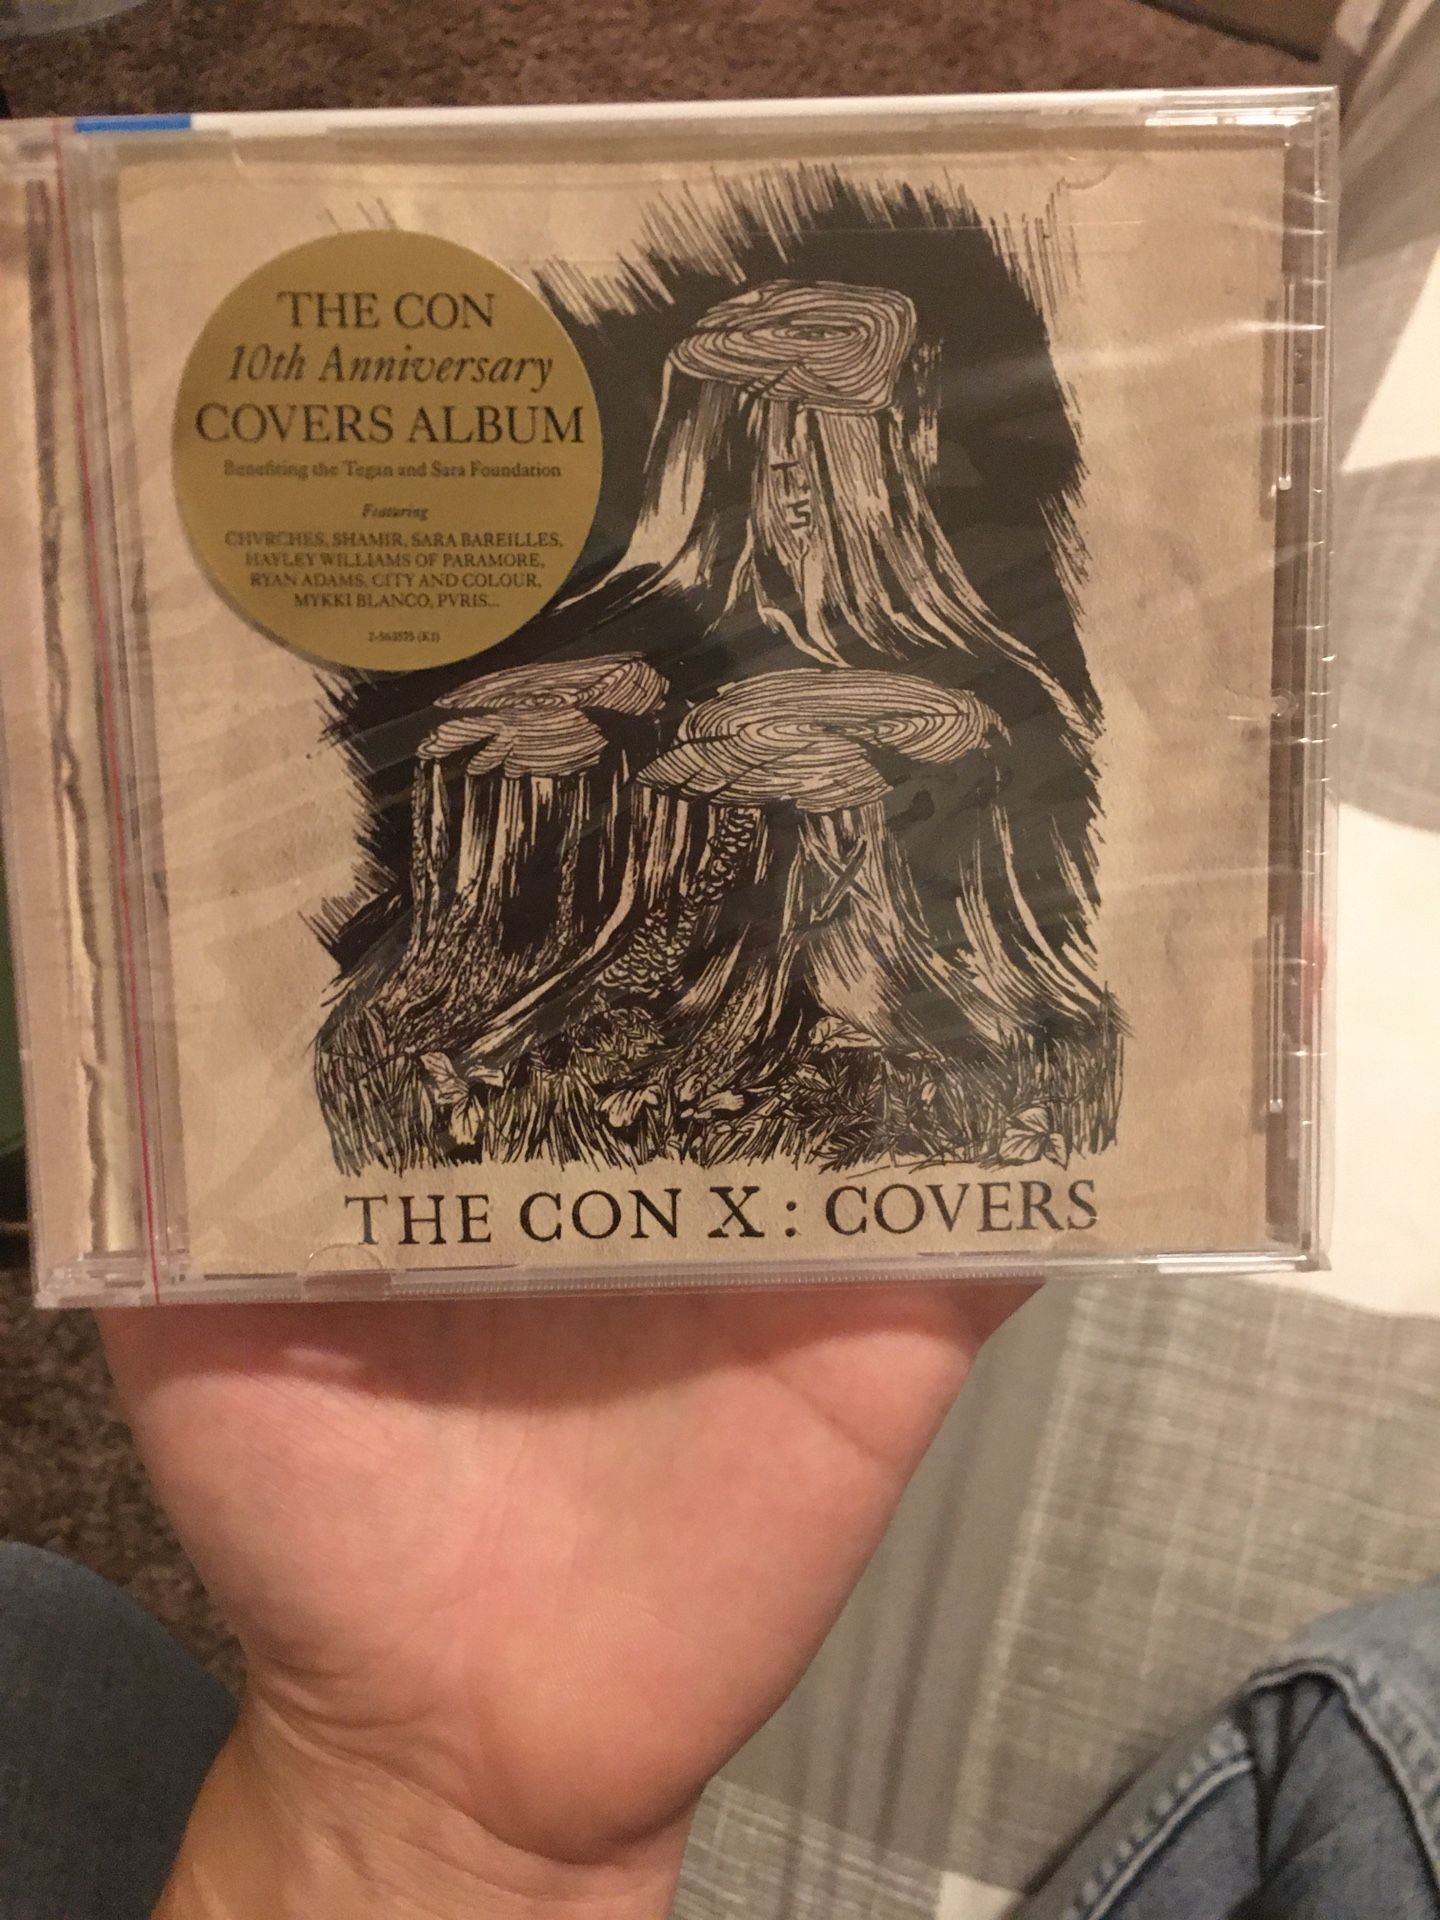 THE CON
10th Anniversary
COVERS ALBUM
Benefiting the Tegan and Sara Foundation
Featuring
CHVRCHES, SHAMIR, SARA BAREILLES,
HAYLEY WILLIAMS OF PARAMORE,
RYAN ADAMS, CITY AND COLOUR,
MYKKI BLANCO, PVRIS...
T.
S
X
THE CON X : COVERS